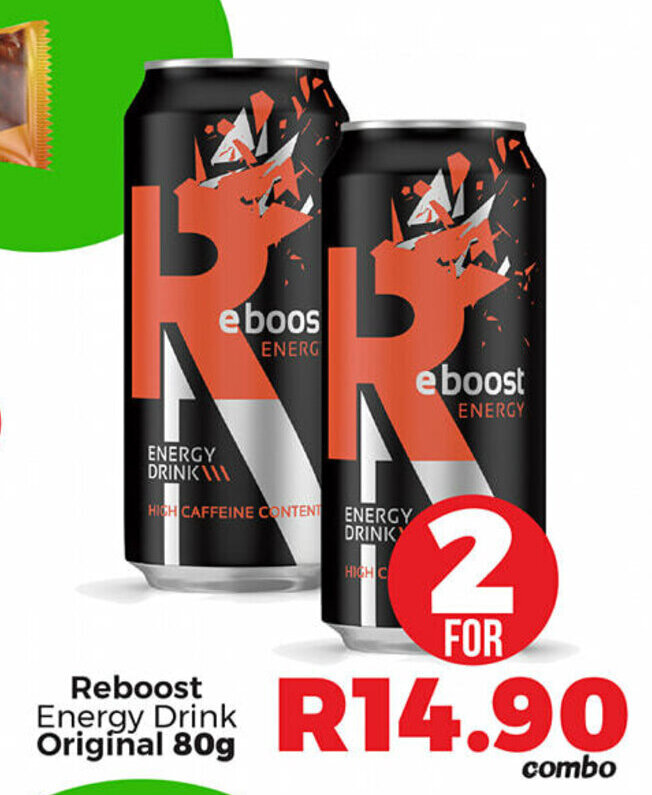 R
eboos
ENERG
ENERGY
DRINK\\\
HIGH CAFFEINE CONTENT
R
eboost
ENERGY
ENERGY
DRINK
HIGH C
2
FOR
Reboost
Energy Drink
Original 80g
R14.90
combo